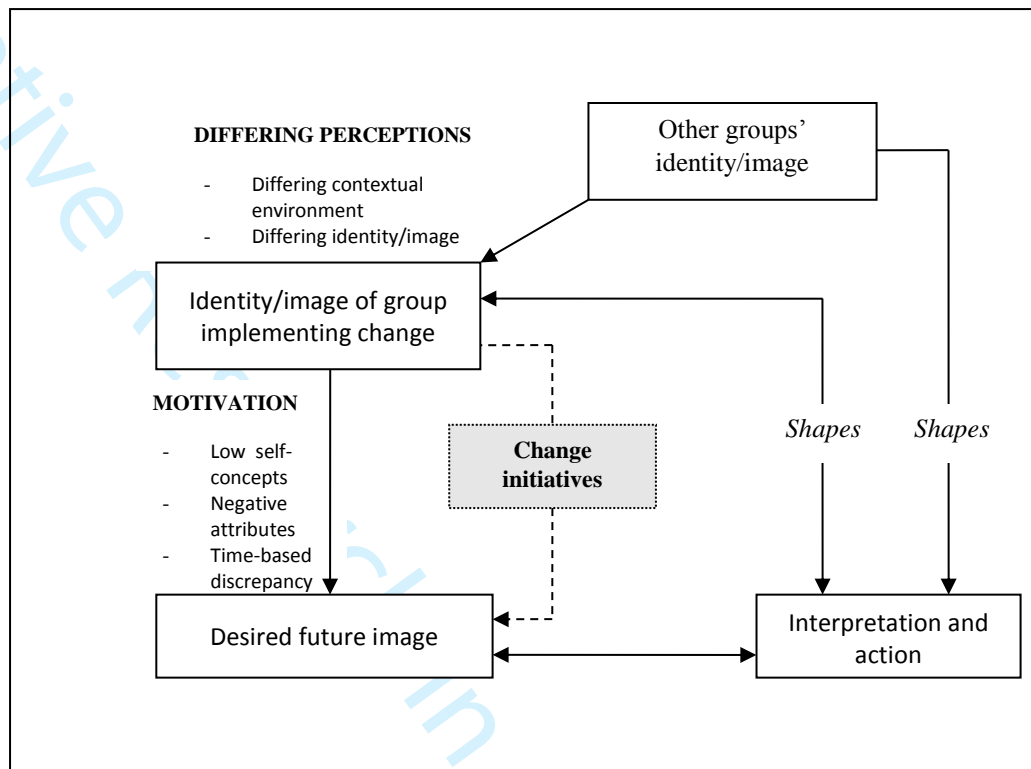 DIFFERING PERCEPTIONS
- Differing contextual
environment
- Differing identity/image
Other groups’
identity/image
Identity/image of group
implementing change
MOTIVATION
- Low self-
concepts
- Negative
attributes
- Time-based
discrepancy
Change
initiatives
Shapes Shapes
Desired future image
Interpretation and
action